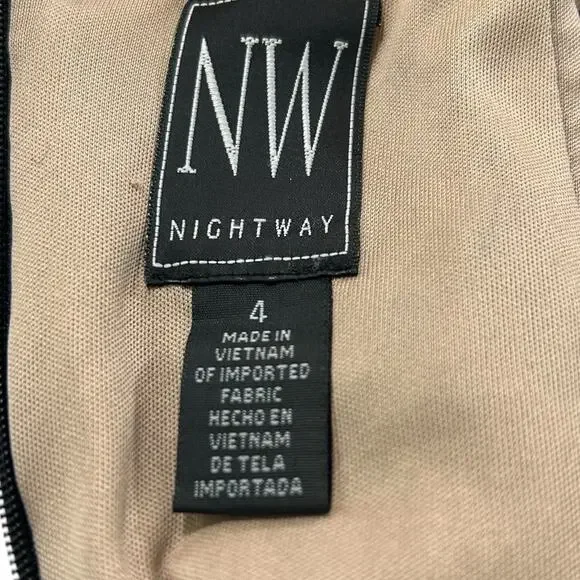 NW
NIGHTWAY
4
MADE IN
VIETNAM
OF IMPORTED
FABRIC
HECHO EN
VIETNAM
DE TELA
IMPORTADA